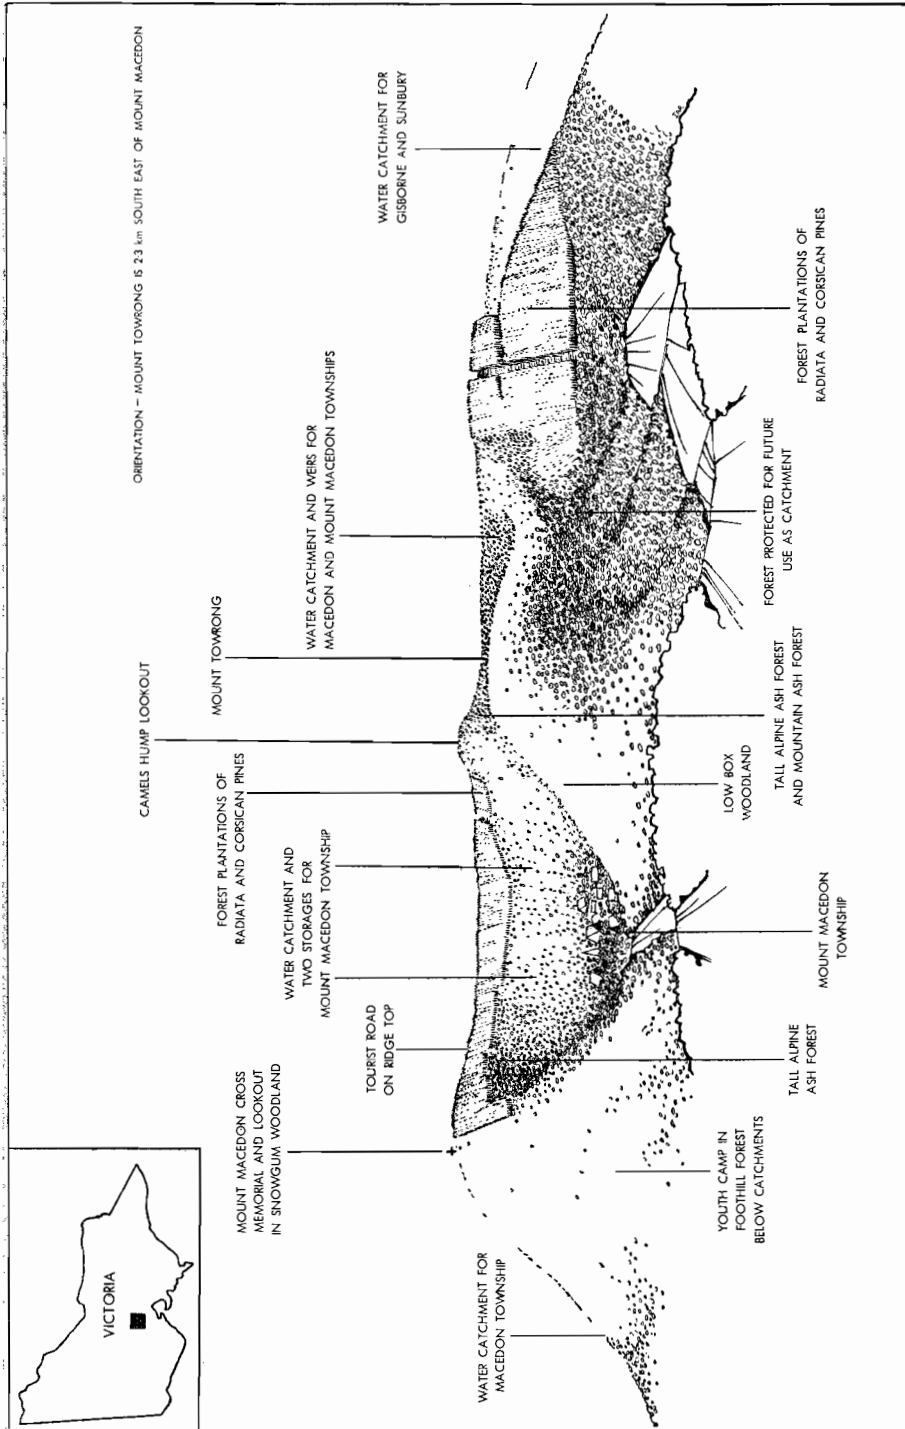 ORIENTATION – MOUNT TOWRONG IS 2·3 km SOUTH EAST OF MOUNT MACEDON
VICTORIA
CAMELS HUMP LOOKOUT
MOUNT TOWRONG
MOUNT MACEDON CROSS
MEMORIAL AND LOOKOUT
IN SNOWGUM WOODLAND
FOREST PLANTATIONS OF
RADIATA AND CORSICAN PINES
WATER CATCHMENT AND
TWO STORAGES FOR
MOUNT MACEDON TOWNSHIP
WATER CATCHMENT AND WEIRS FOR
MACEDON AND MOUNT MACEDON TOWNSHIPS
WATER CATCHMENT FOR
GISBORNE AND SUNBURY
TOURIST ROAD
ON RIDGE TOP
WATER CATCHMENT FOR
MACEDON TOWNSHIP
YOUTH CAMP IN
FOOTHILL FOREST
BELOW CATCHMENTS
TALL ALPINE
ASH FOREST
MOUNT MACEDON
TOWNSHIP
LOW BOX
WOODLAND
TALL ALPINE ASH FOREST
AND MOUNTAIN ASH FOREST
FOREST PROTECTED FOR FUTURE
USE AS CATCHMENT
FOREST PLANTATIONS OF
RADIATA AND CORSICAN PINES